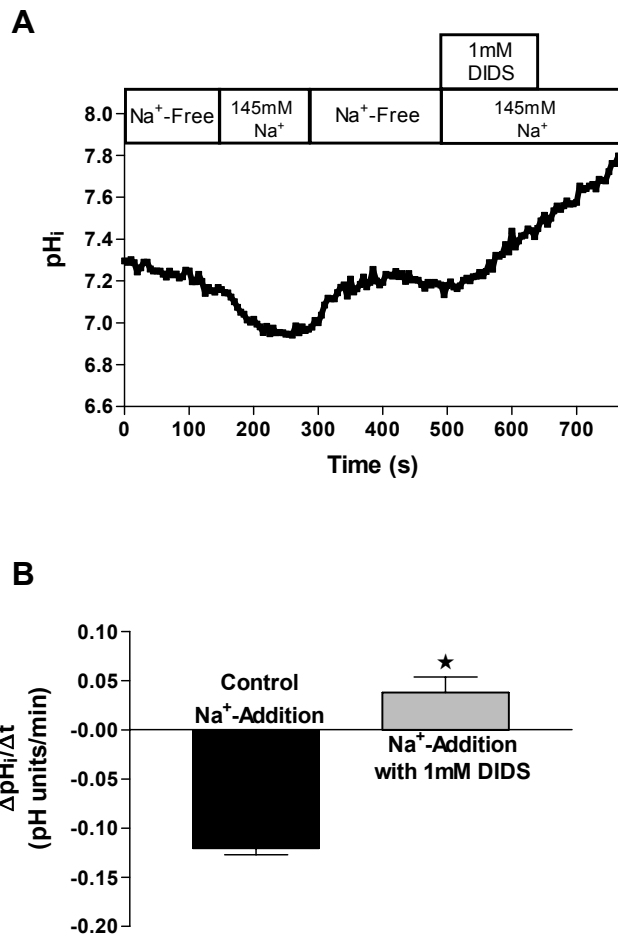 A
1mM
DIDS
Na⁺-Free
145mM
Na⁺
Na⁺-Free
145mM
Na⁺
8.0
7.8
7.6
7.4
7.2
7.0
6.8
6.6
pHᵢ
0 100 200 300 400 500 600 700
Time (s)
B
0.10
0.05
-0.00
-0.05
-0.10
-0.15
-0.20
ΔpHᵢ/Δt
(pH units/min)
Control
Na⁺-Addition
★
Na⁺-Addition
with 1mM DIDS